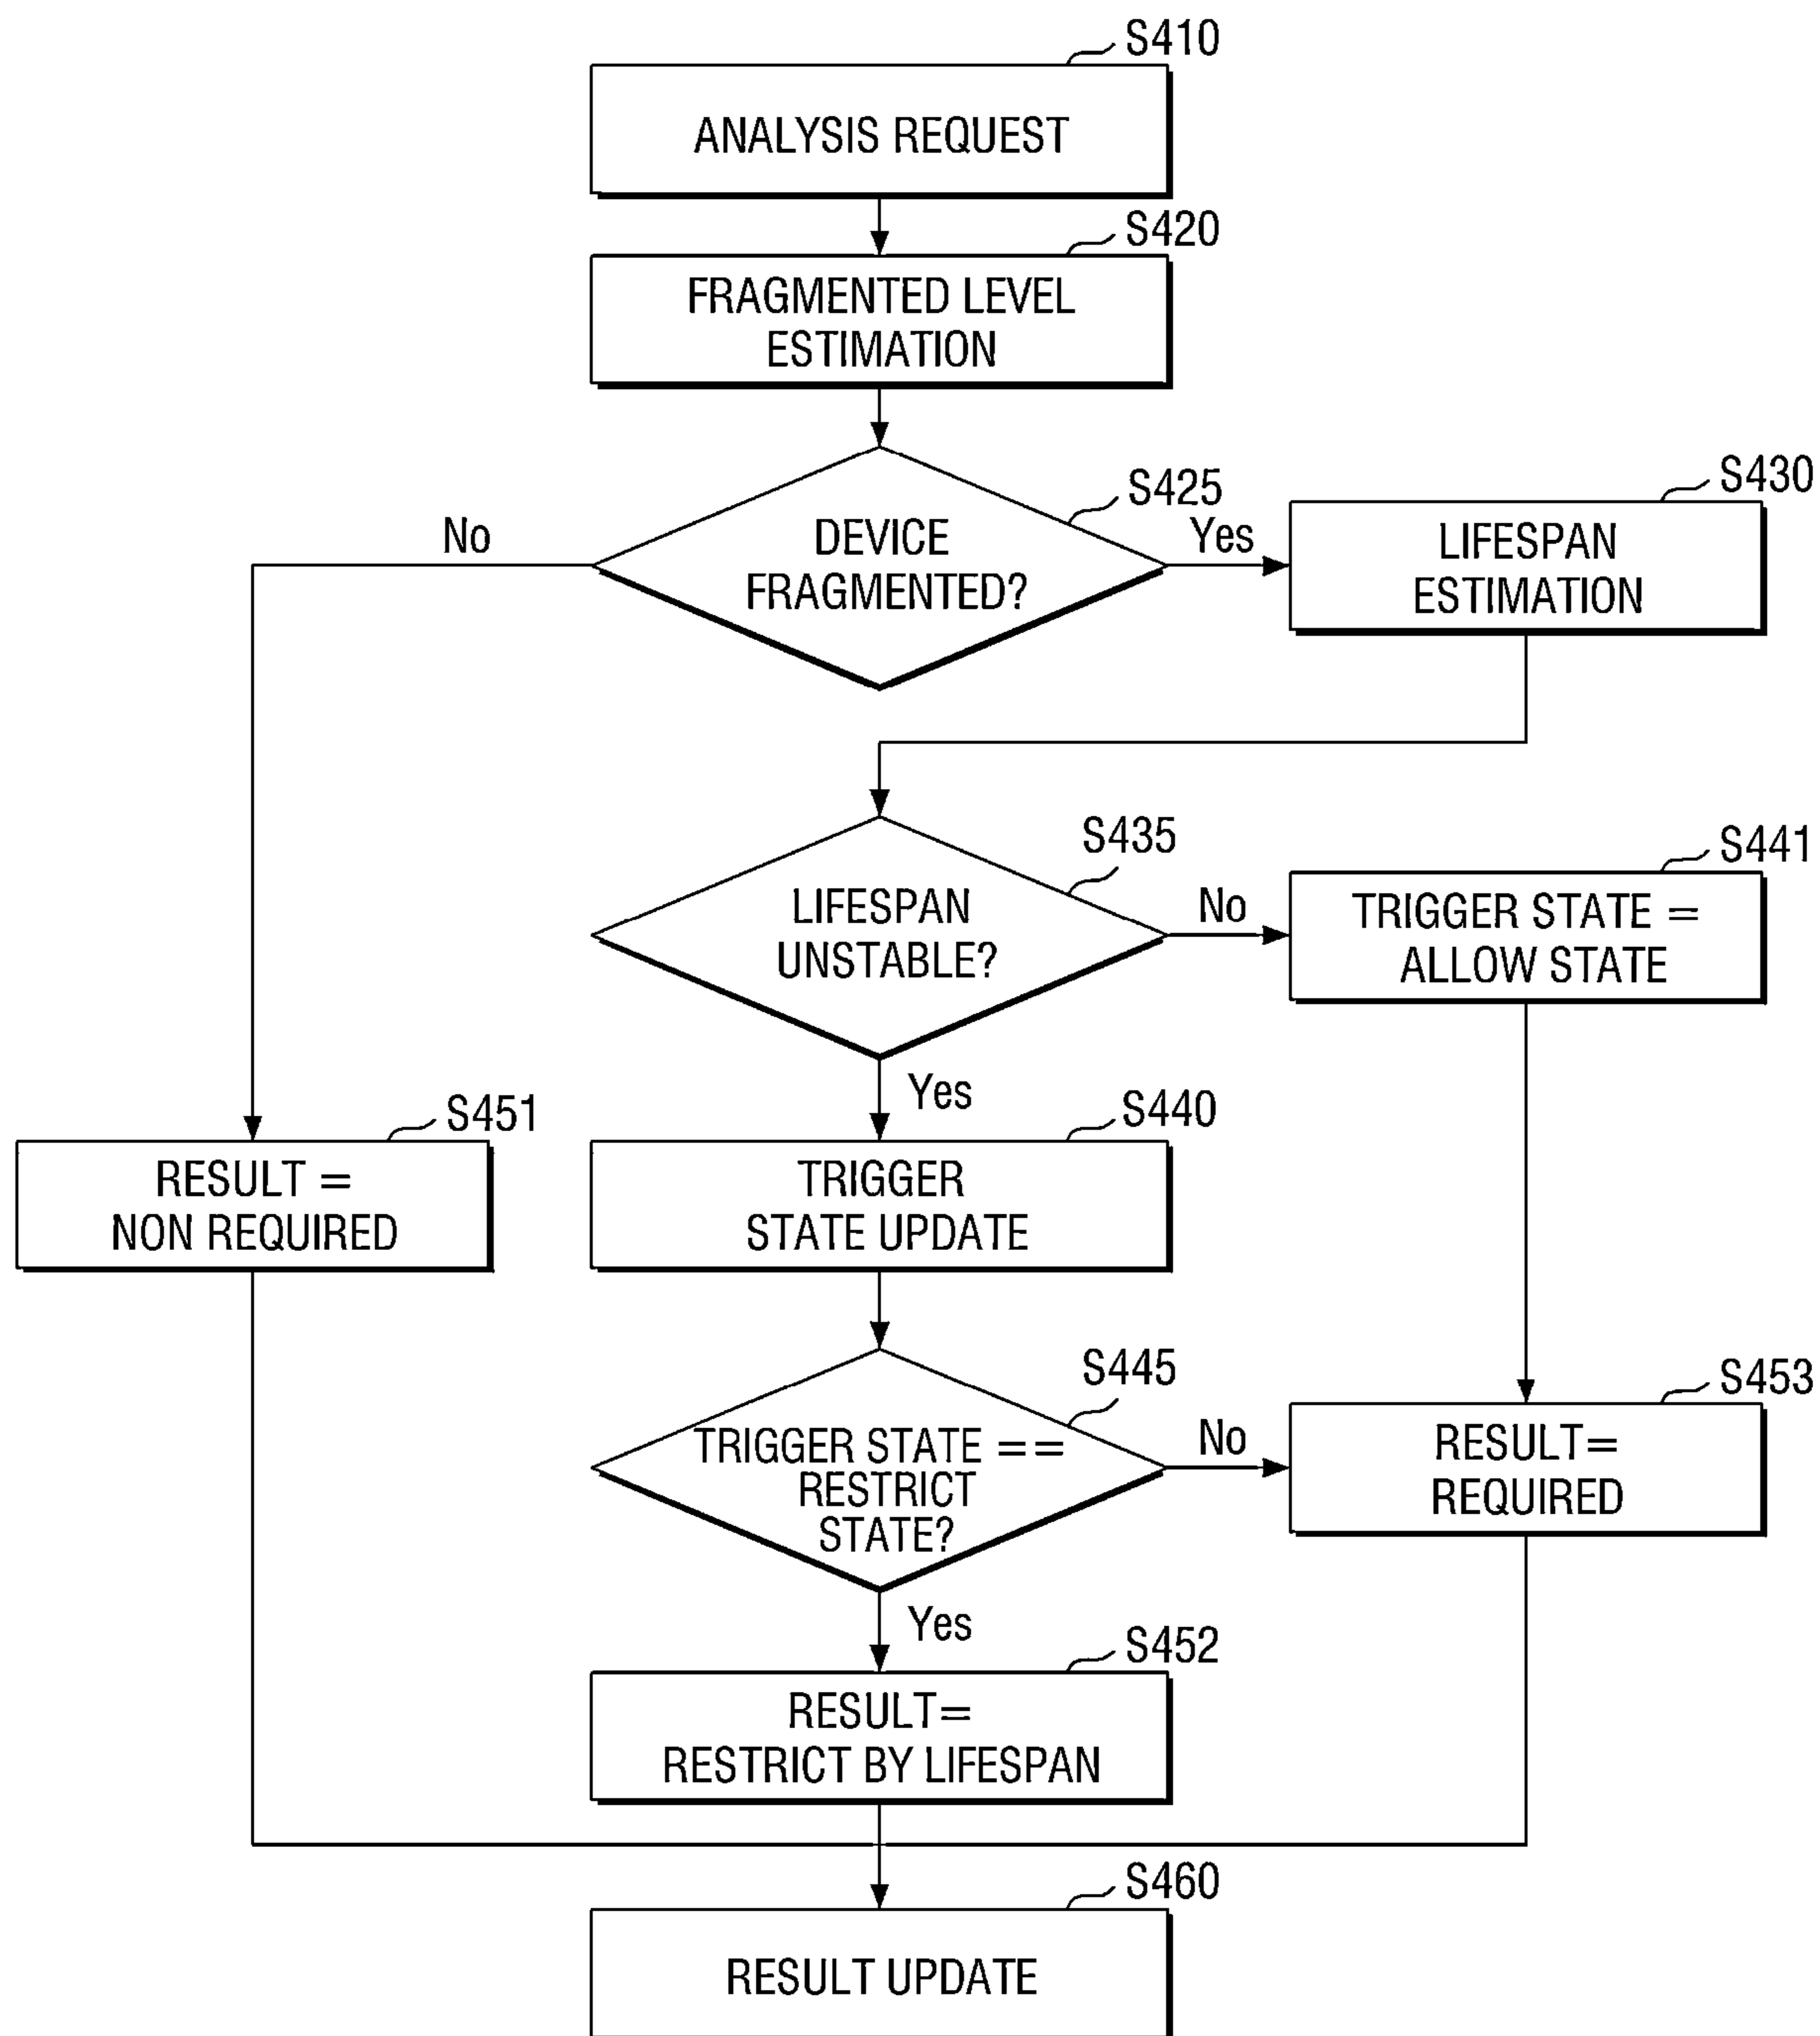 S410
ANALYSIS REQUEST
S420
FRAGMENTED LEVEL
ESTIMATION
S425
DEVICE
FRAGMENTED?
No
Yes
S430
LIFESPAN
ESTIMATION
S435
LIFESPAN
UNSTABLE?
No
Yes
S441
TRIGGER STATE =
ALLOW STATE
S451
RESULT =
NON REQUIRED
S440
TRIGGER
STATE UPDATE
S445
TRIGGER STATE ==
RESTRICT
STATE?
No
Yes
S453
RESULT=
REQUIRED
S452
RESULT=
RESTRICT BY LIFESPAN
S460
RESULT UPDATE